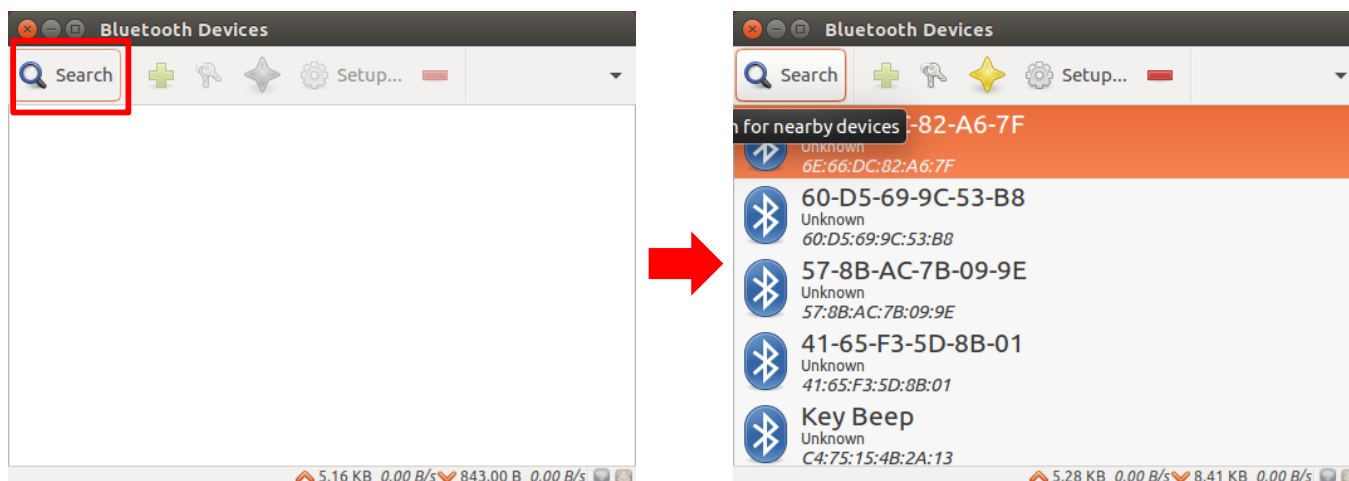 Bluetooth Devices
Search
Setup...
5.16 KB 0.00 B/s 843.00 B 0.00 B/s
Bluetooth Devices
Search
Setup...
for nearby devices
-82-A6-7F
Unknown
6E:66:DC:82:A6:7F
60-D5-69-9C-53-B8
Unknown
60:D5:69:9C:53:B8
57-8B-AC-7B-09-9E
Unknown
57:8B:AC:7B:09:9E
41-65-F3-5D-8B-01
Unknown
41:65:F3:5D:8B:01
Key Beep
Unknown
C4:75:15:4B:2A:13
5.28 KB 0.00 B/s 8.41 KB 0.00 B/s